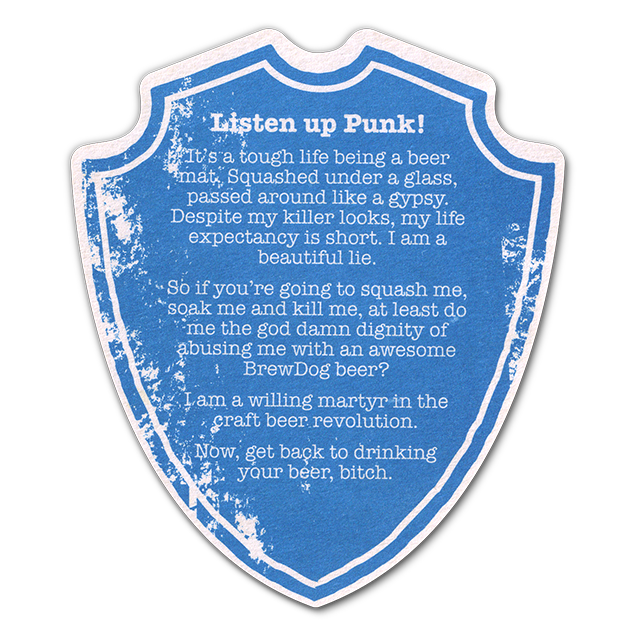 Listen up Punk!
It's a tough life being a beer
mat. Squashed under a glass,
passed around like a gypsy.
Despite my killer looks, my life
expectancy is short. I am a
beautiful lie.
So if you're going to squash me,
soak me and kill me, at least do
me the god damn dignity of
abusing me with an awesome
BrewDog beer?
I am a willing martyr in the
craft beer revolution.
Now, get back to drinking
your beer, bitch.